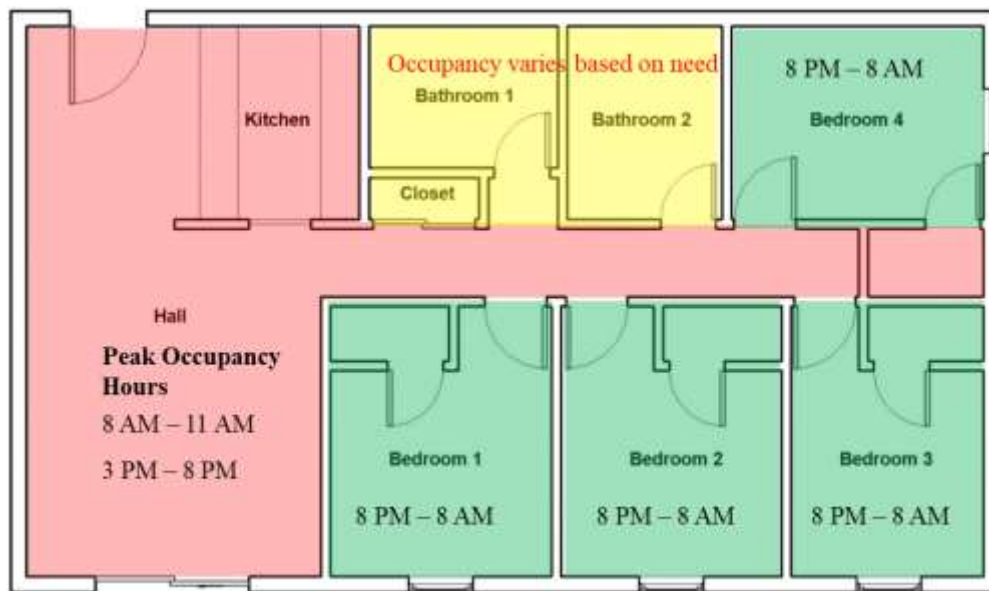 Occupancy varies based on need
8 PM – 8 AM
Bathroom 1
Kitchen
Bathroom 2
Bedroom 4
Closet
Hall
Peak Occupancy
Hours
8 AM – 11 AM
3 PM – 8 PM
Bedroom 1
Bedroom 2
Bedroom 3
8 PM – 8 AM
8 PM – 8 AM
8 PM – 8 AM